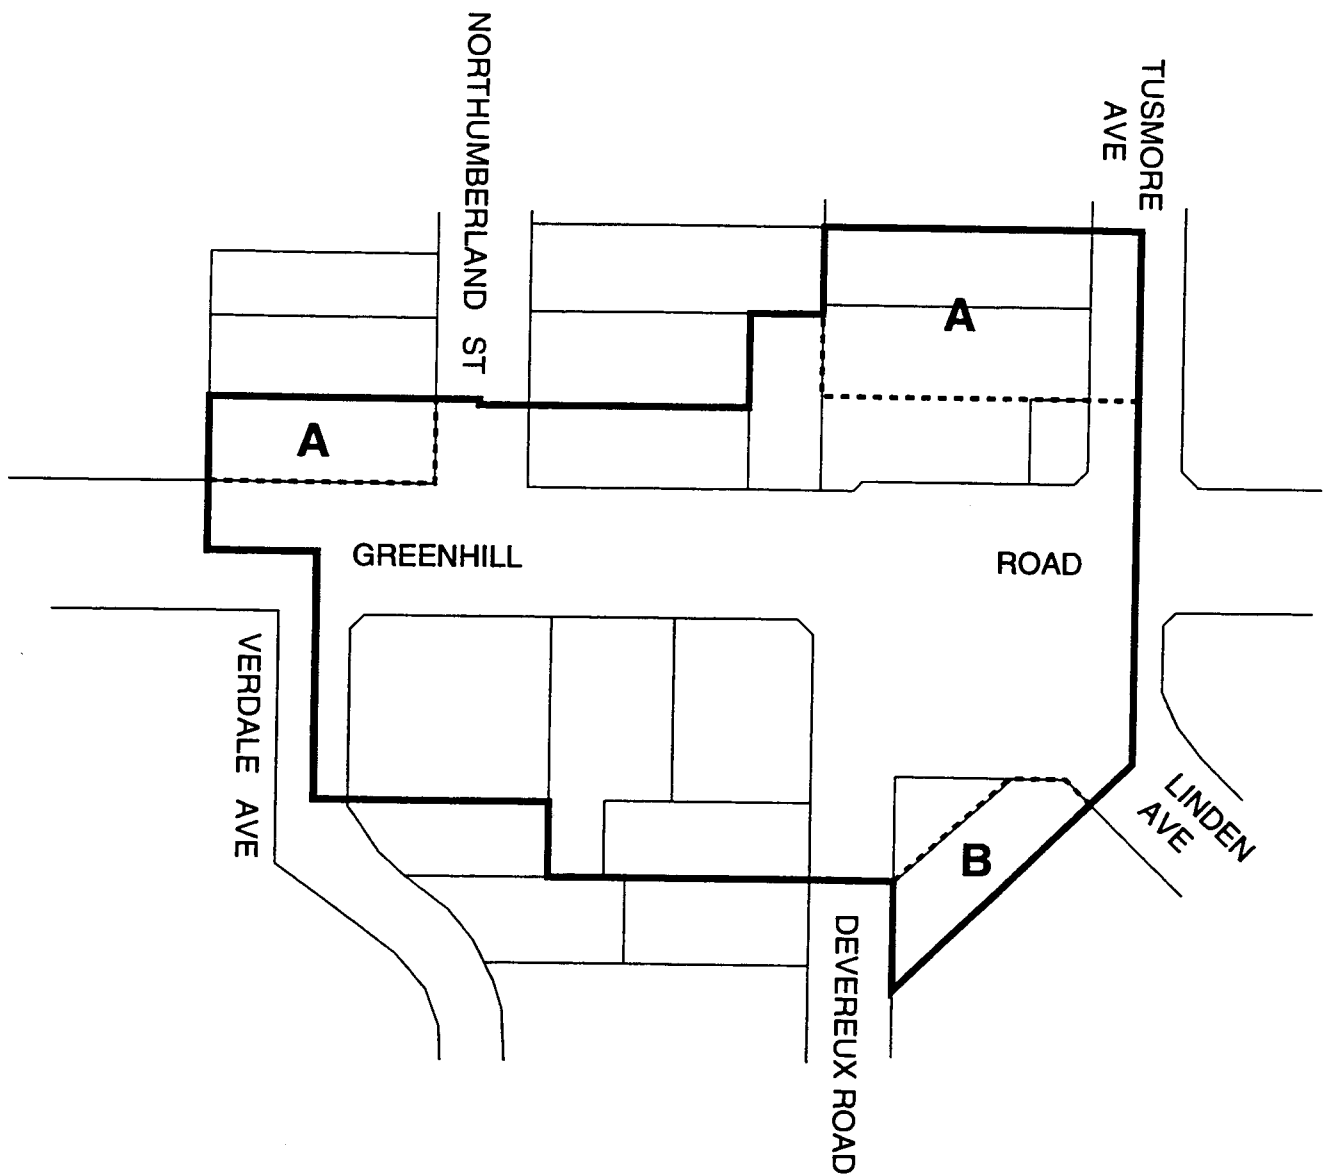 NORTHUMBERLAND ST
TUSMORE
AVE
A
A
GREENHILL ROAD
VERDALE AVE
LINDEN
AVE
B
DEVEREUX ROAD